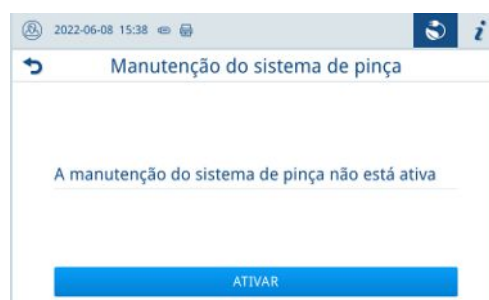 2022-06-08 15:38
i
Manutenção do sistema de pinça
A manutenção do sistema de pinça não está ativa
ATIVAR